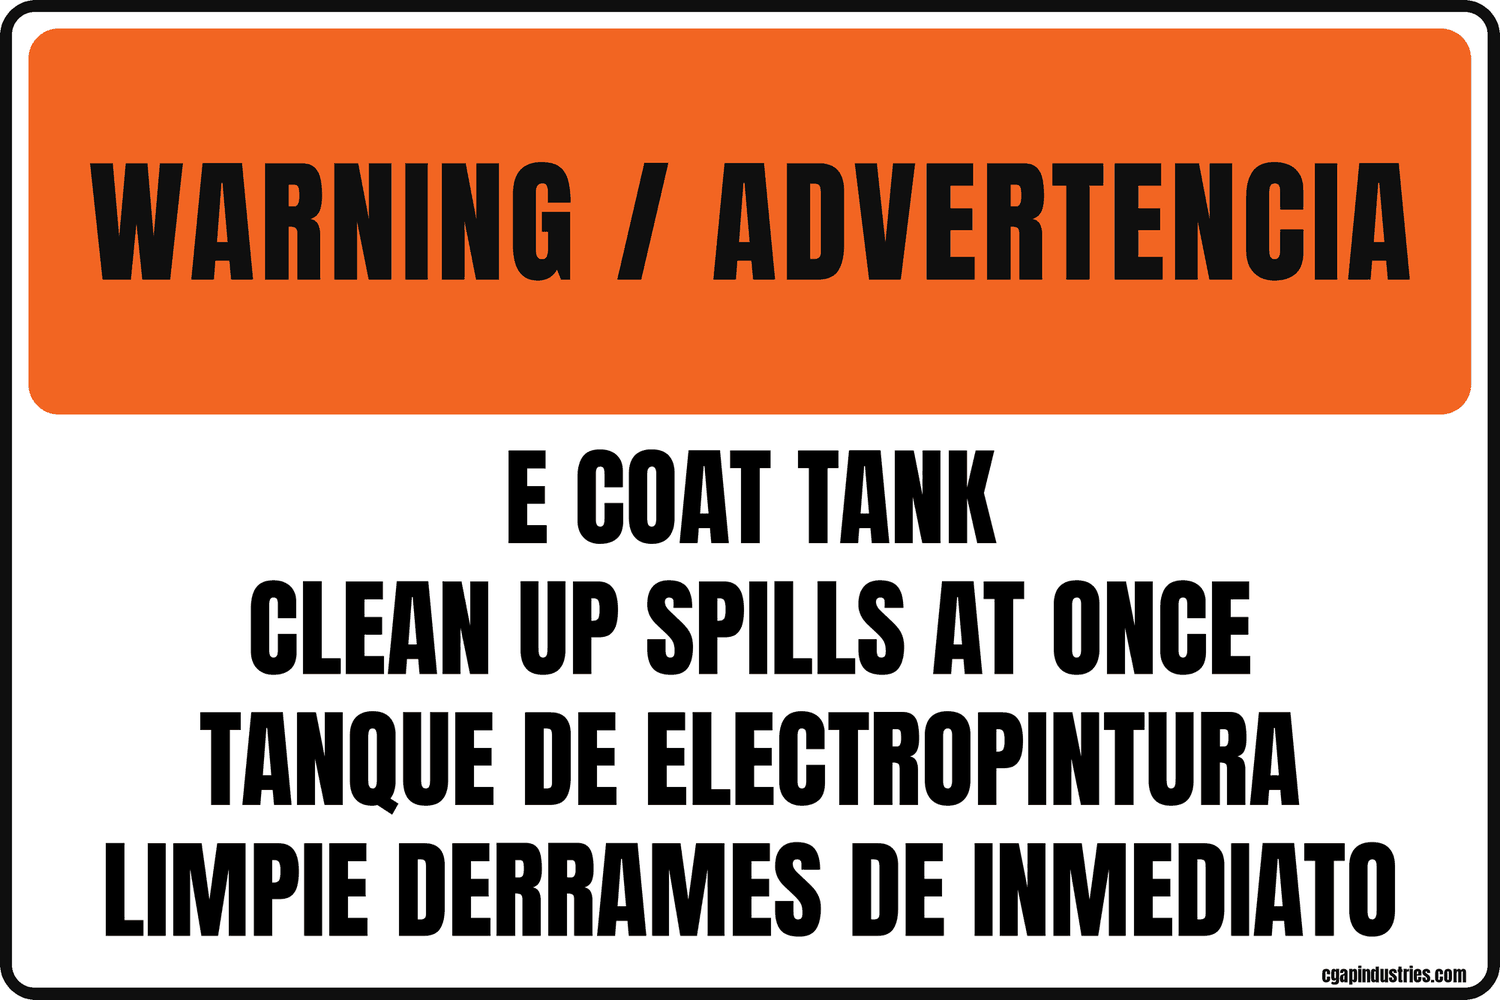 WARNING / ADVERTENCIA
E COAT TANK
CLEAN UP SPILLS AT ONCE
TANQUE DE ELECTROPINTURA
LIMPIE DERRAMES DE INMEDIATO
cgapindustries.com